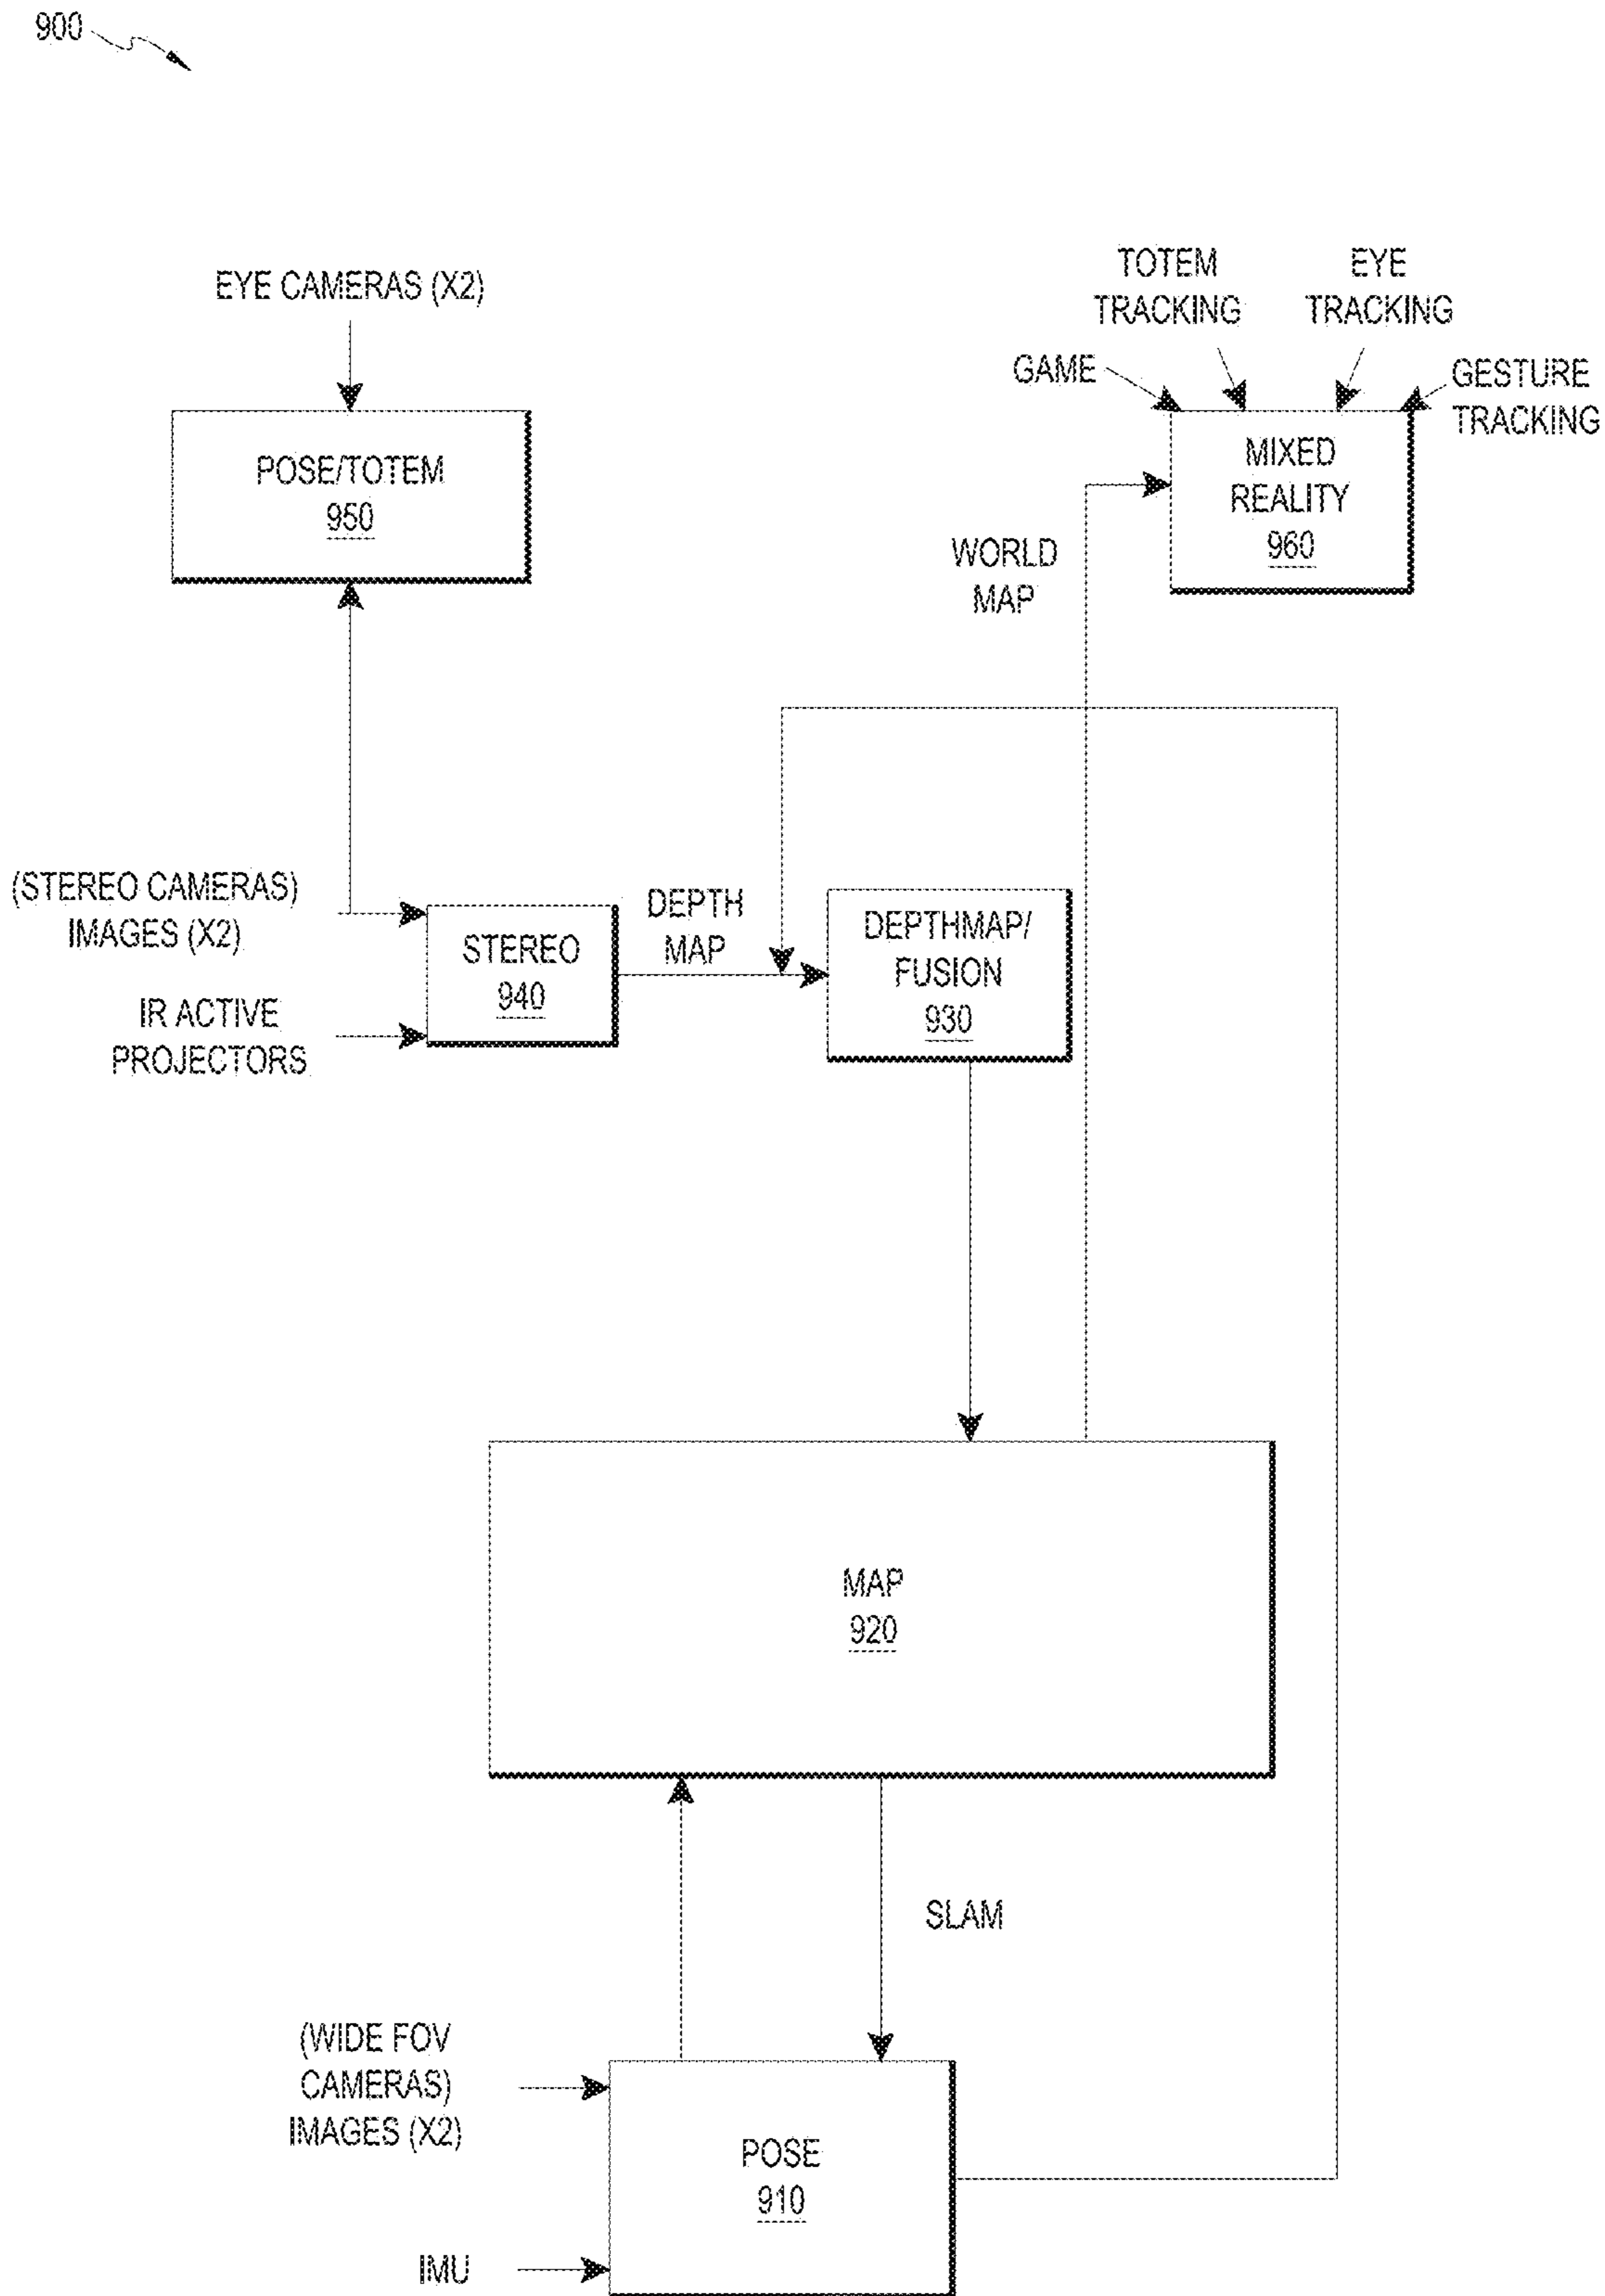 900
EYE CAMERAS (X2)
POSE/TOTEM
950
TOTEM
TRACKING
EYE
TRACKING
GAME
GESTURE
TRACKING
MIXED
REALITY
960
WORLD
MAP
(STEREO CAMERAS)
IMAGES (X2)
IR ACTIVE
PROJECTORS
STEREO
940
DEPTH
MAP
DEPTHMAP/
FUSION
930
MAP
920
SLAM
(WIDE FOV
CAMERAS)
IMAGES (X2)
POSE
910
IMU